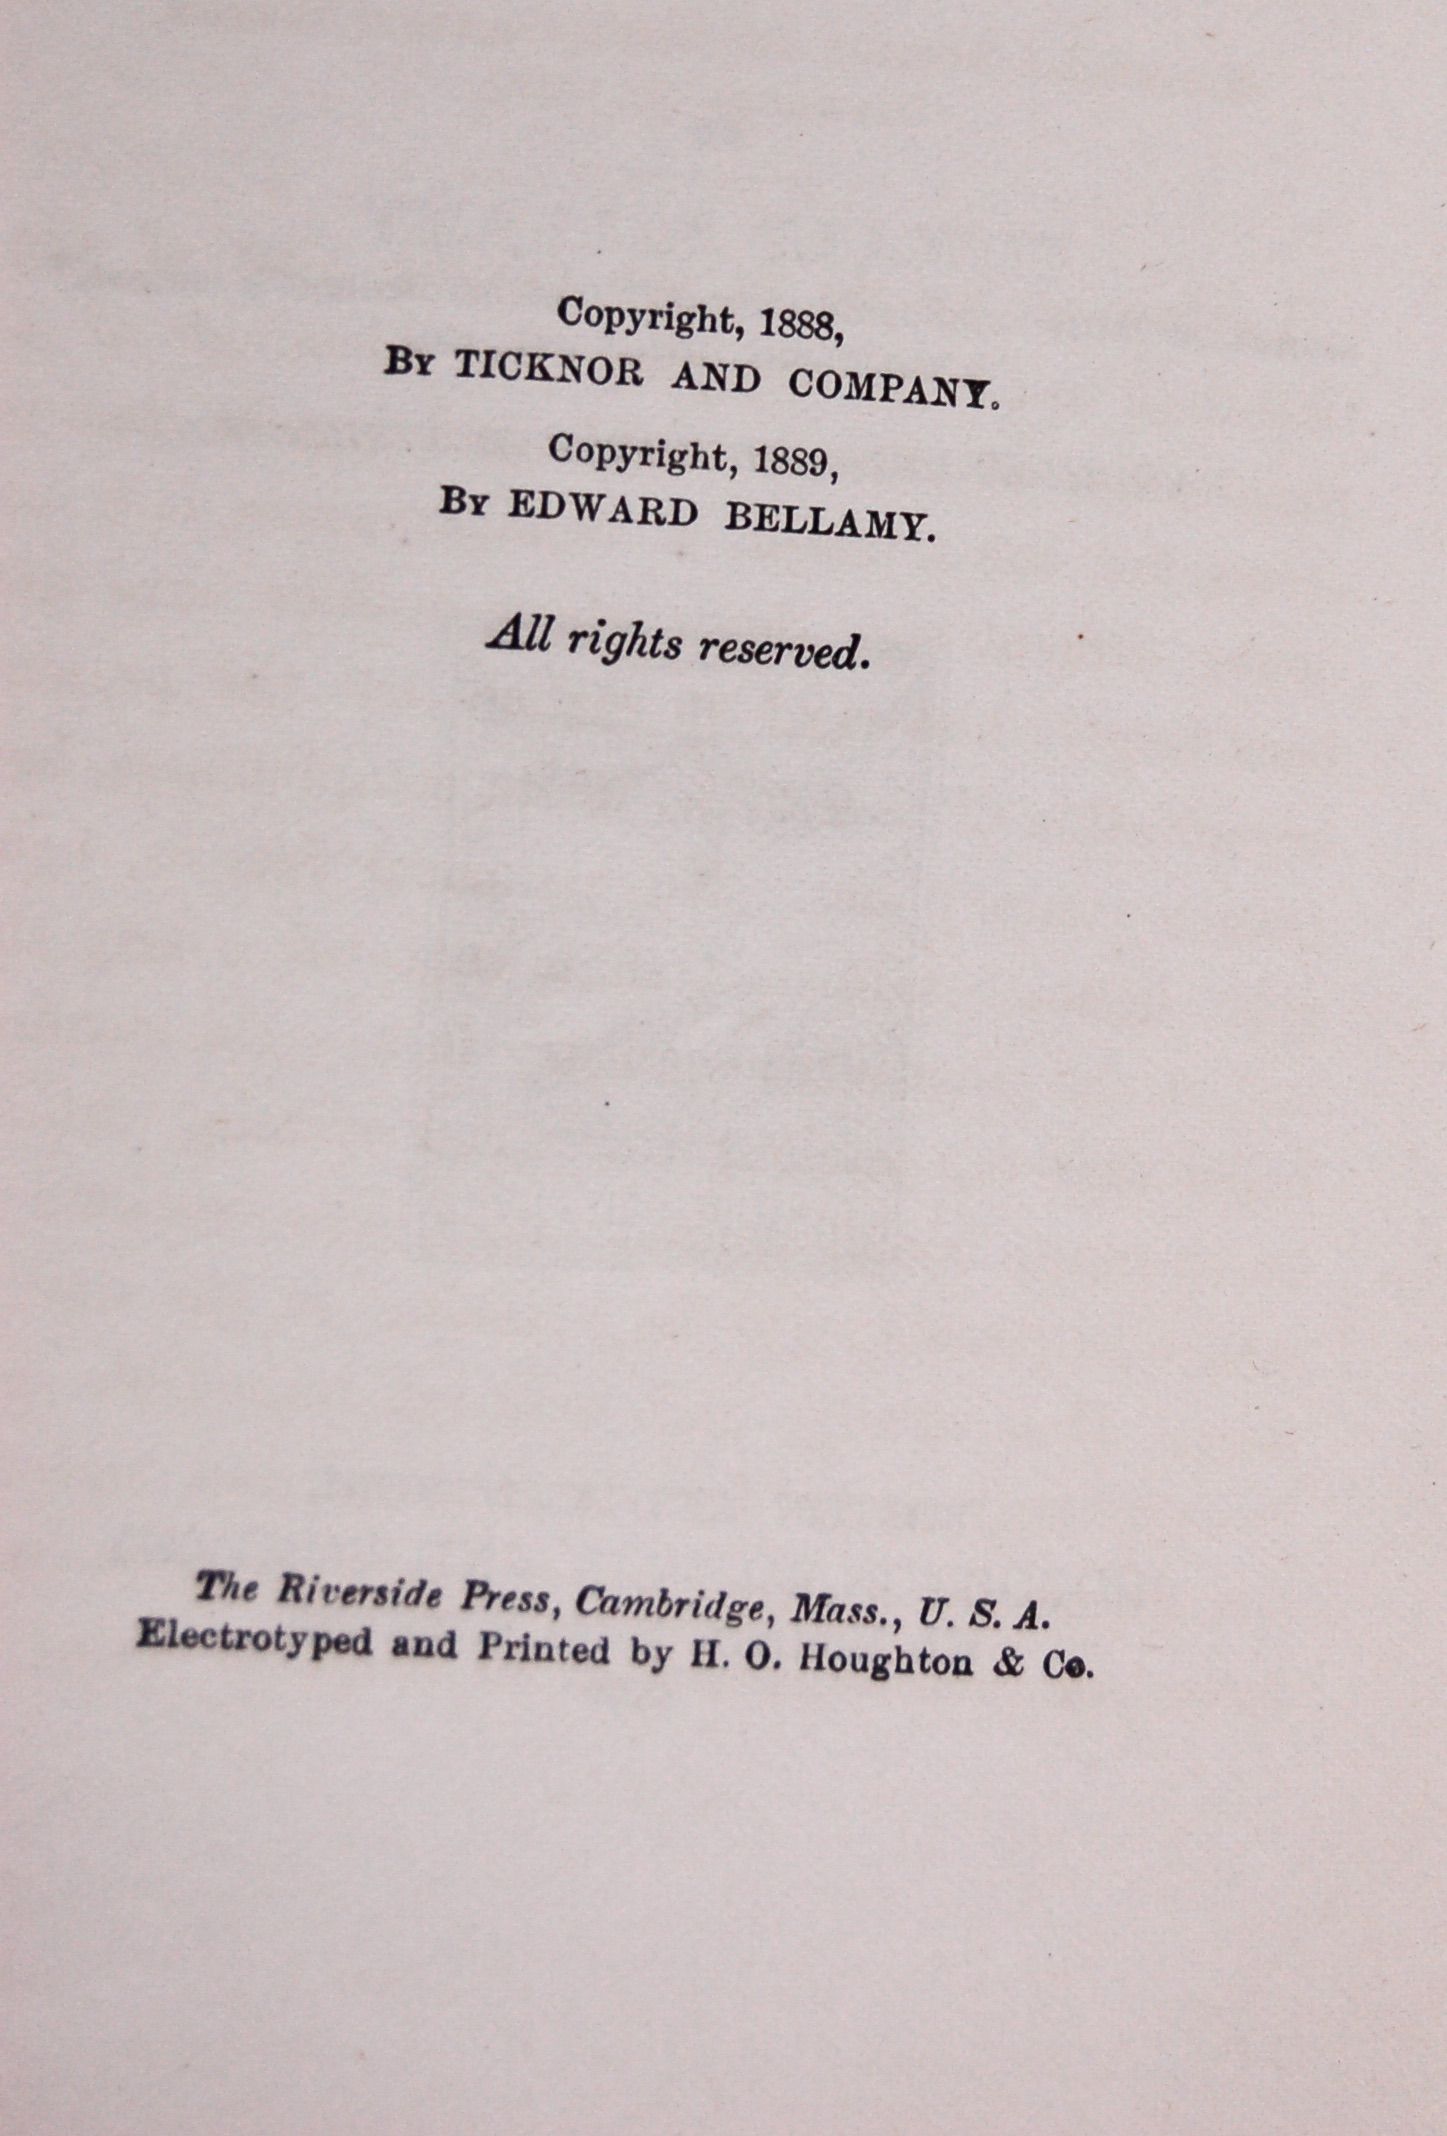 Copyright, 1888,
By TICKNOR AND COMPANY.
Copyright, 1889,
By EDWARD BELLAMY.
All rights reserved.
The Riverside Press, Cambridge, Mass., U. S. A.
Electrotyped and Printed by H. O. Houghton & Co.